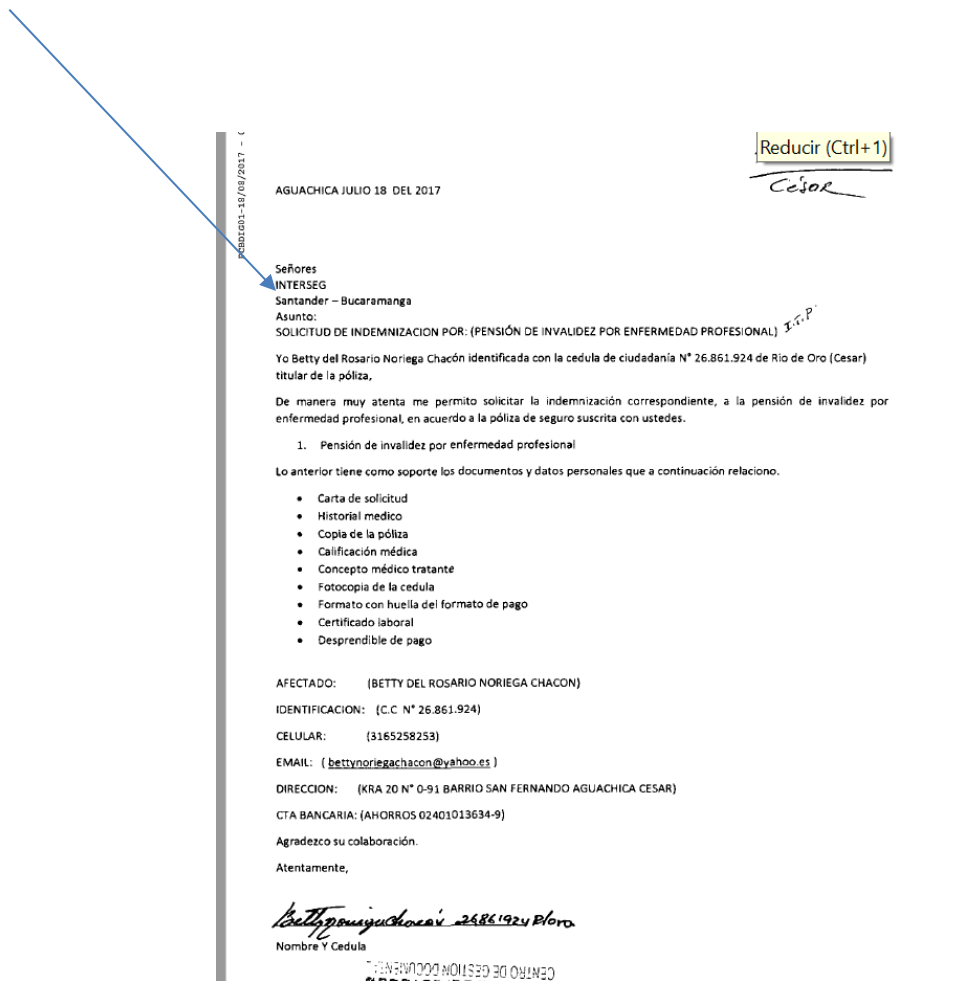 Reducir (Ctrl+1)
César
PCBDIG01-18/08/2017 -
AGUACHICA JULIO 18 DEL 2017
Señores
INTERSEG
Santander – Bucaramanga
Asunto:
SOLICITUD DE INDEMNIZACION POR: (PENSIÓN DE INVALIDEZ POR ENFERMEDAD PROFESIONAL) I.T.P
Yo Betty del Rosario Noriega Chacón identificada con la cedula de ciudadanía N° 26.861.924 de Rio de Oro (Cesar)
titular de la póliza,
De manera muy atenta me permito solicitar la indemnización correspondiente, a la pensión de invalidez por
enfermedad profesional, en acuerdo a la póliza de seguro suscrita con ustedes.
1. Pensión de invalidez por enfermedad profesional
Lo anterior tiene como soporte los documentos y datos personales que a continuación relaciono.
• Carta de solicitud
• Historial medico
• Copia de la póliza
• Calificación médica
• Concepto médico tratante
• Fotocopia de la cedula
• Formato con huella del formato de pago
• Certificado laboral
• Desprendible de pago
AFECTADO: (BETTY DEL ROSARIO NORIEGA CHACON)
IDENTIFICACION: (C.C N° 26.861.924)
CELULAR: (3165258253)
EMAIL: ( bettynoriegachacon@yahoo.es )
DIRECCION: (KRA 20 N° 0-91 BARRIO SAN FERNANDO AGUACHICA CESAR)
CTA BANCARIA: (AHORROS 02401013634-9)
Agradezco su colaboración.
Atentamente,
Betty noriega chacón 26861924 R/oro
Nombre Y Cedula
CENTRO DE GESTION DOCUMENTAL